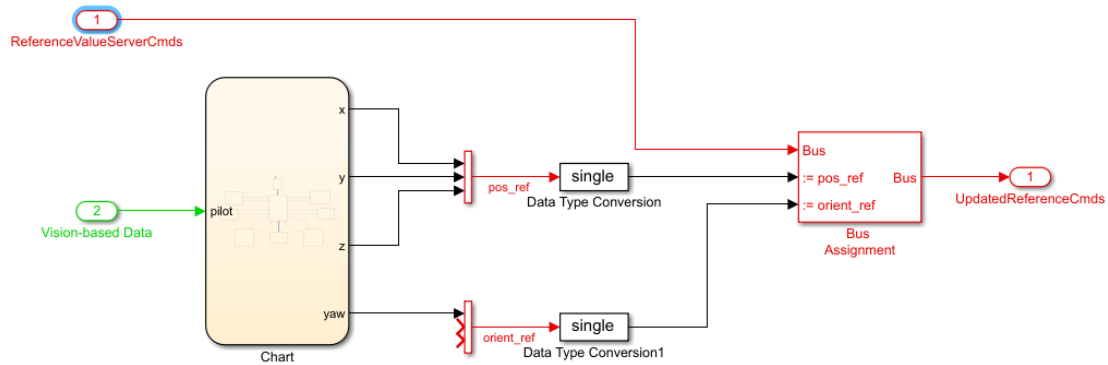 1
ReferenceValueServerCmds
x
y
pos_ref
single
Data Type Conversion
Bus
:= pos_ref
Bus
:= orient_ref
Bus
Assignment
1
UpdatedReferenceCmds
2
Vision-based Data
pilot
z
yaw
Chart
orient_ref
single
Data Type Conversion1